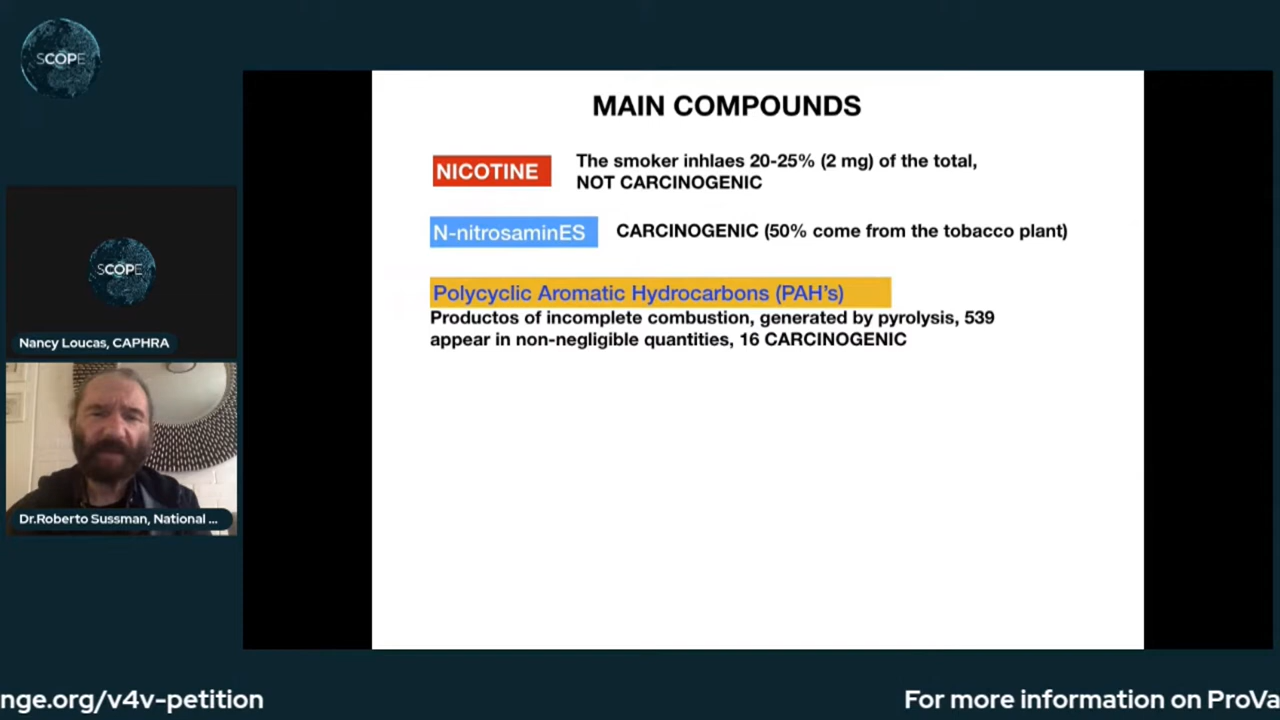 SCOPE
MAIN COMPOUNDS
NICOTINE
The smoker inhlaes 20-25% (2 mg) of the total,
NOT CARCINOGENIC
N-nitrosaminES
CARCINOGENIC (50% come from the tobacco plant)
Polycyclic Aromatic Hydrocarbons (PAH's)
Productos of incomplete combustion, generated by pyrolysis, 539
appear in non-negligible quantities, 16 CARCINOGENIC
SCOPE
Nancy Loucas, CAPHRA
Dr.Roberto Sussman, National ...
nge.org/v4v-petition
For more information on ProVa